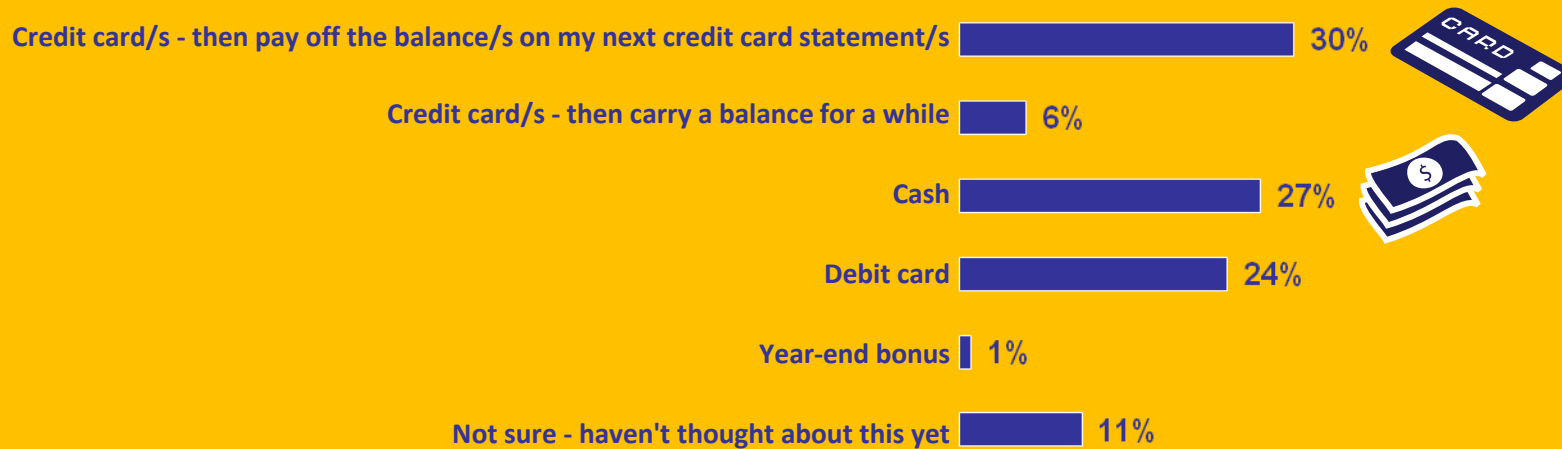 Credit card/s - then pay off the balance/s on my next credit card statement/s 30%
CARD
Credit card/s - then carry a balance for a while 6%
Cash 27%
$
Debit card 24%
Year-end bonus 1%
Not sure - haven't thought about this yet 11%